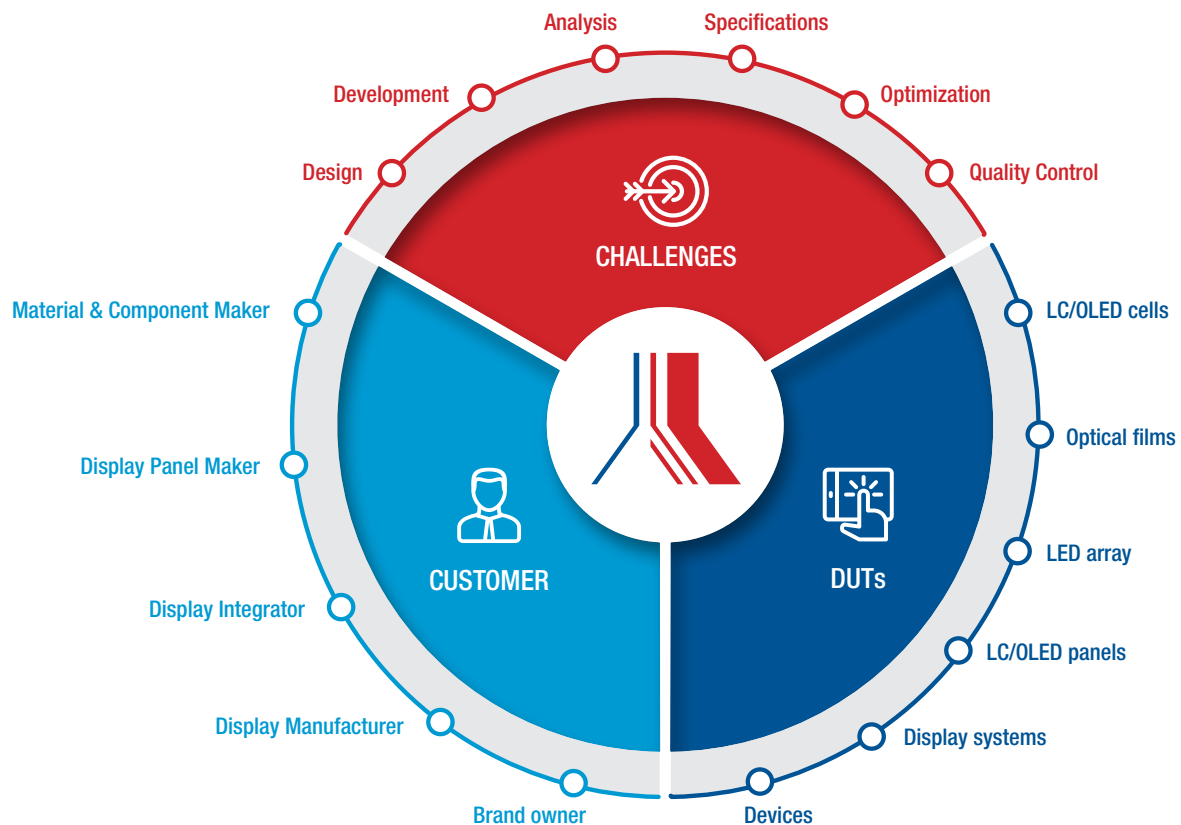 Analysis
Specifications
Development
Optimization
Design
Quality Control
CHALLENGES
Material & Component Maker
LC/OLED cells
Display Panel Maker
Optical films
CUSTOMER
DUTs
LED array
Display Integrator
LC/OLED panels
Display Manufacturer
Display systems
Brand owner
Devices